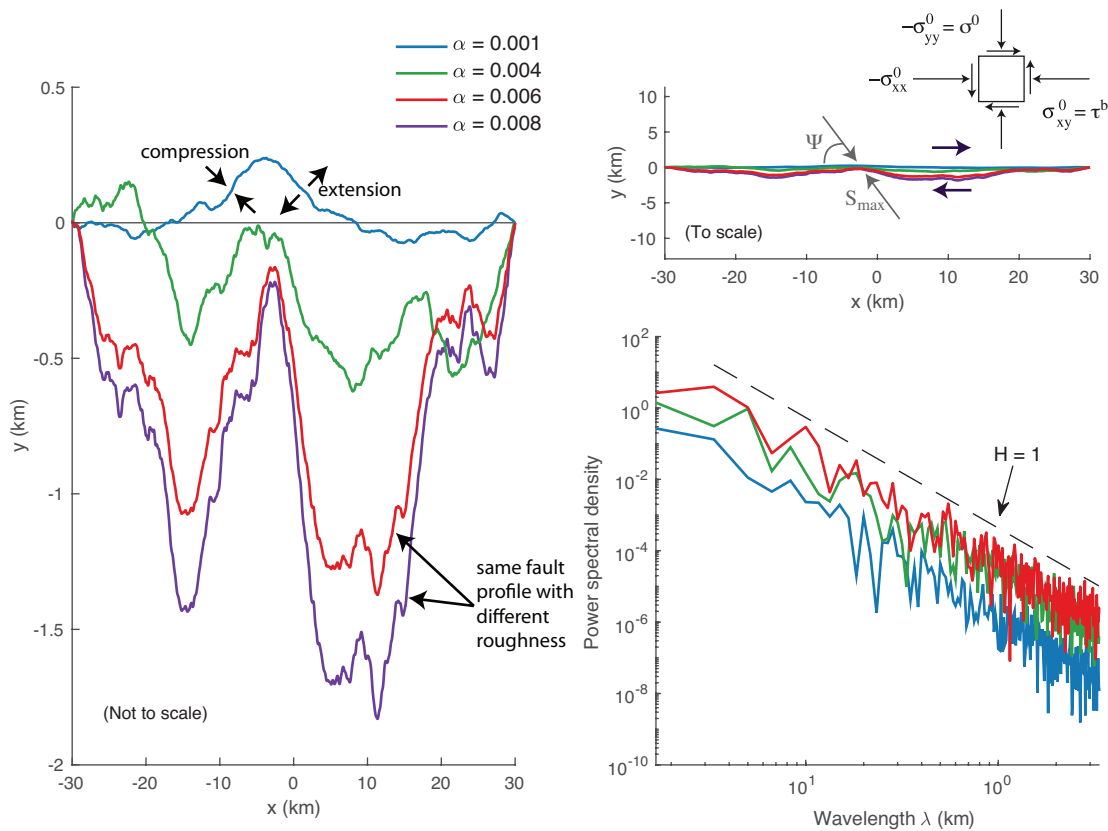 α = 0.001
α = 0.004
α = 0.006
α = 0.008
0.5
0
-0.5
-1
-1.5
-2
y (km)
compression
extension
same fault
profile with
different
roughness
(Not to scale)
-30 -20 -10 0 10 20 30
x (km)
-σ⁰yy = σ⁰
-σ⁰xx
σ⁰xy = τᵇ
10
5
0
-5
-10
y (km)
Ψ
Smax
(To scale)
-30 -20 -10 0 10 20 30
x (km)
10²
10⁰
10⁻²
10⁻⁴
10⁻⁶
10⁻⁸
10⁻¹⁰
Power spectral density
H = 1
10¹ 10⁰
Wavelength λ (km)